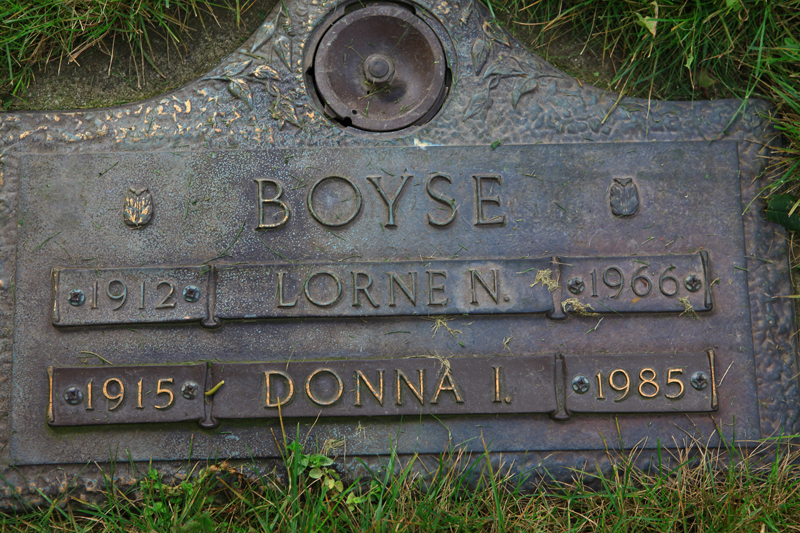 BOYSE
1912 LORNE N. 1966
1915 DONNA I. 1985